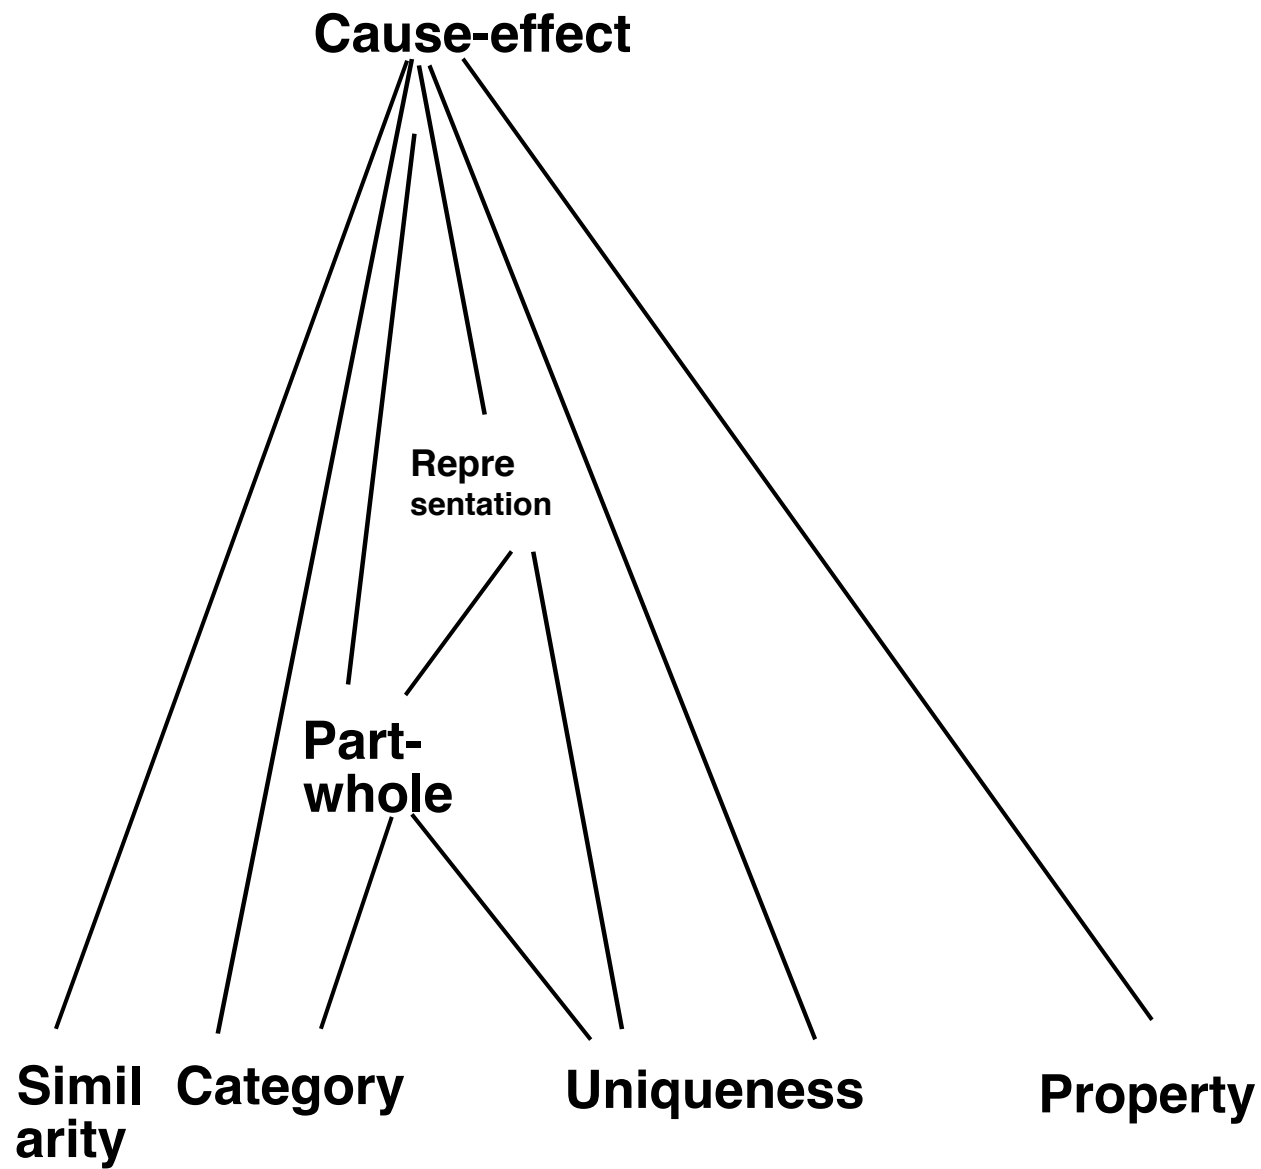 Cause-effect
Repre
sentation
Part-
whole
Simil
arity
Category
Uniqueness
Property